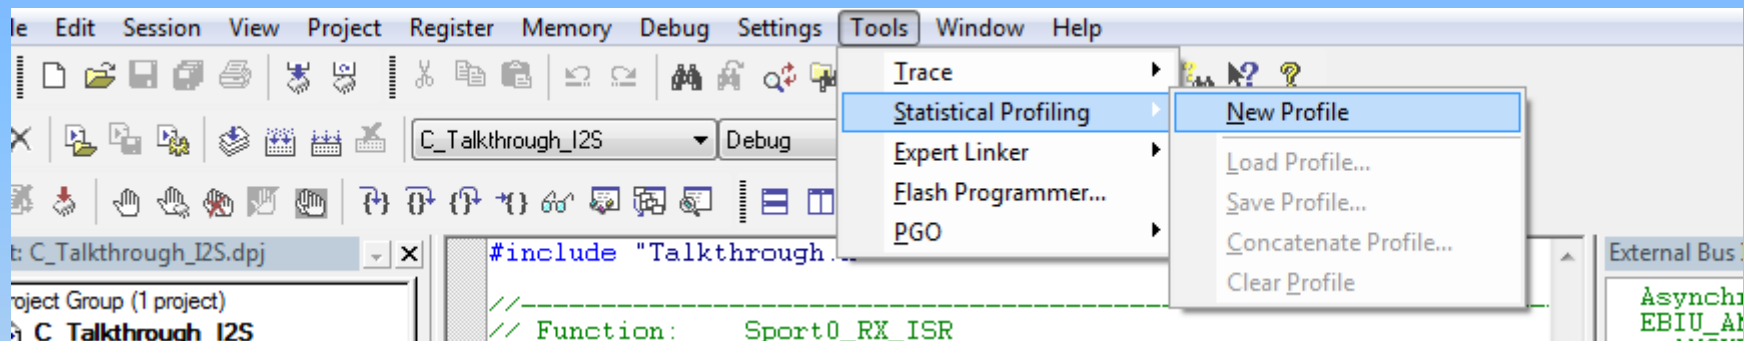 le Edit Session View Project Register Memory Debug Settings Tools Window Help
Trace
Statistical Profiling
Expert Linker
Flash Programmer...
PGO
New Profile
Load Profile...
Save Profile...
Concatenate Profile...
Clear Profile
C_Talkthrough_I2S Debug
t: C_Talkthrough_I2S.dpj
roject Group (1 project)
C_Talkthrough_I2S
#include "Talkthrough.
//
// Function: Sport0_RX_ISR
External Bus
Asynchr
EBIU_AM